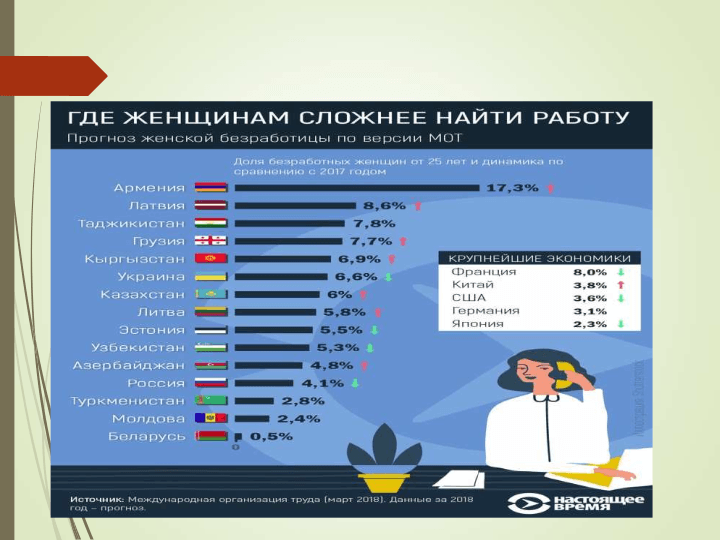 ГДЕ ЖЕНЩИНАМ СЛОЖНЕЕ НАЙТИ РАБОТУ
Прогноз женской безработицы по версии МОТ
Доля безработных женщин от 25 лет и динамика по
сравнению с 2017 годом
Армения 17,3%
Латвия 8,6%
Таджикистан 7,8%
Грузия 7,7%
Кыргызстан 6,9%
Украина 6,6%
Казахстан 6%
Литва 5,8%
Эстония 5,5%
Узбекистан 5,3%
Азербайджан 4,8%
Россия 4,1%
Туркменистан 2,8%
Молдова 2,4%
Беларусь 0,5%
0
КРУПНЕЙШИЕ ЭКОНОМИКИ
Франция 8,0%
Китай 3,8%
США 3,6%
Германия 3,1%
Япония 2,3%
Источник: Международная организация труда (март 2018). Данные за 2018
год – прогноз.
настоящее
время